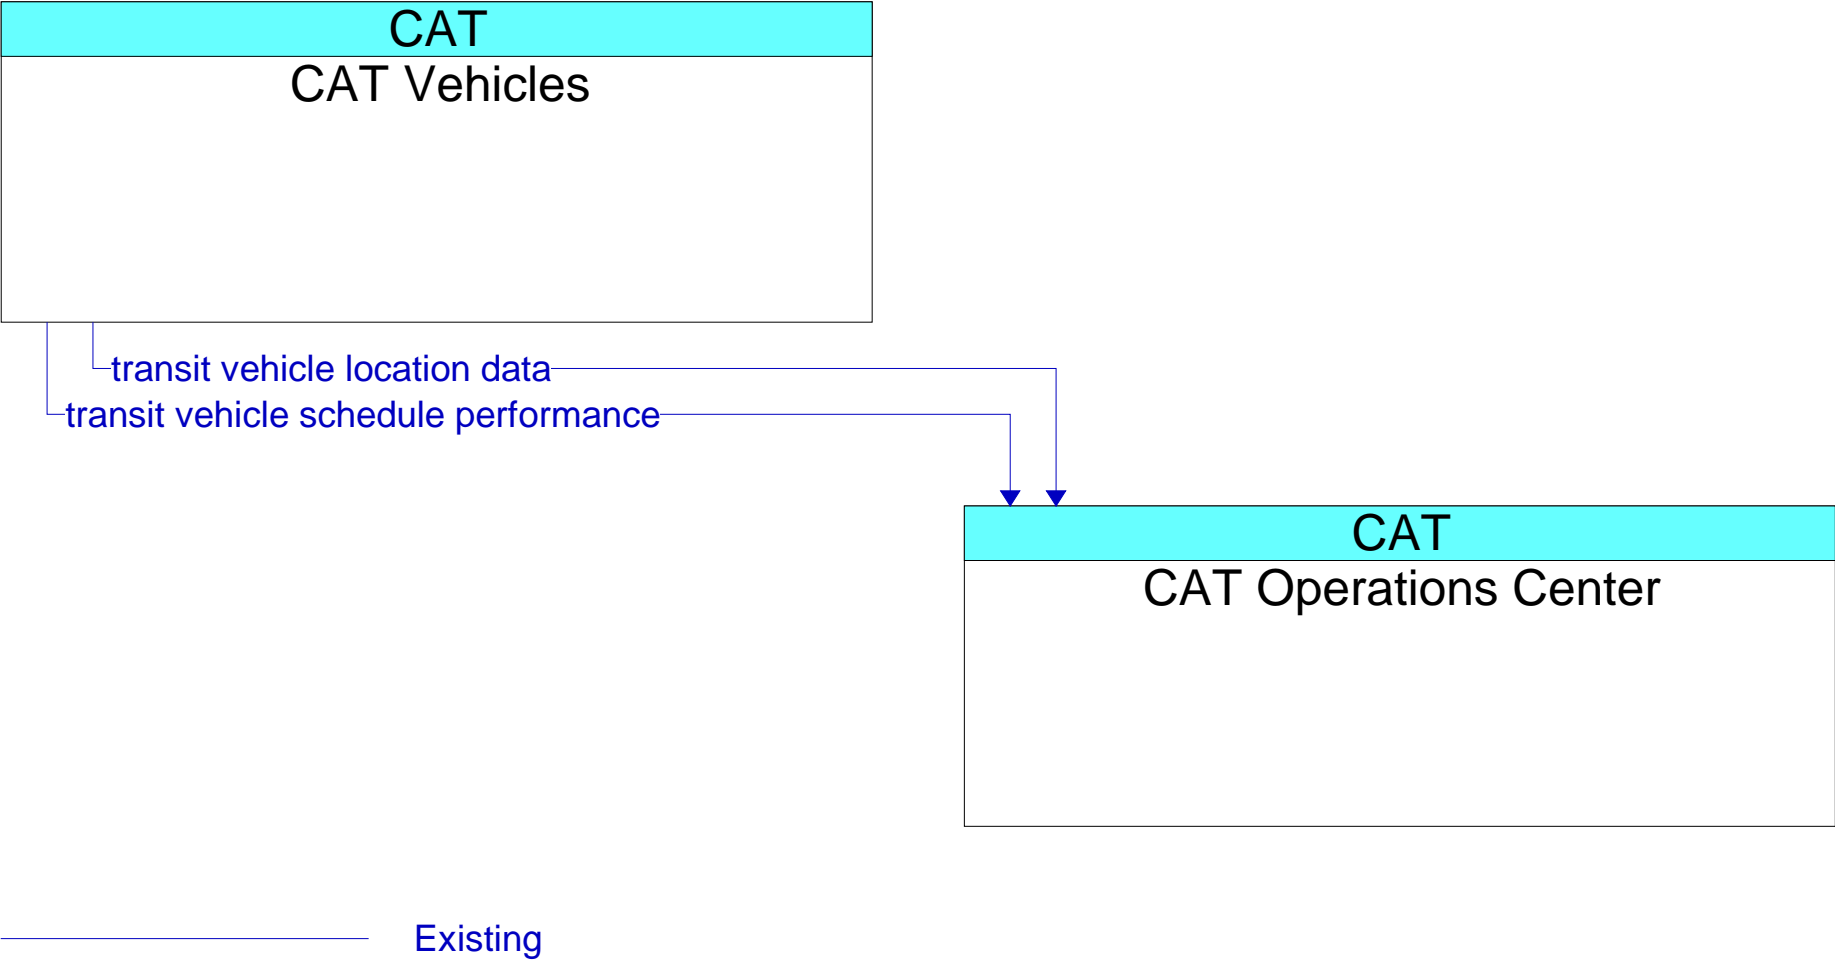 CAT
CAT Vehicles
transit vehicle location data
transit vehicle schedule performance
CAT
CAT Operations Center
Existing